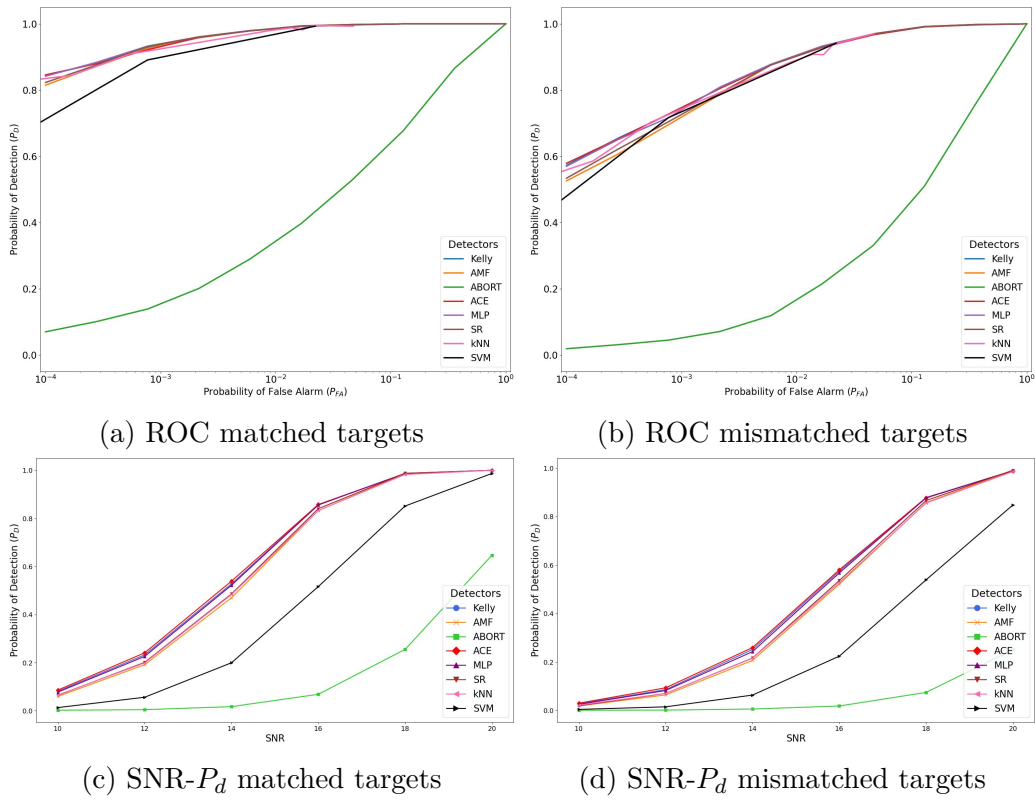 1.0
0.8
0.6
0.4
0.2
0.0
Probability of Detection (P_D)
10^-4
10^-3
10^-2
10^-1
10^0
Probability of False Alarm (P_FA)
Detectors
Kelly
AMF
ABORT
ACE
MLP
SR
kNN
SVM
(a) ROC matched targets
1.0
0.8
0.6
0.4
0.2
0.0
Probability of Detection (P_D)
10^-4
10^-3
10^-2
10^-1
10^0
Probability of False Alarm (P_FA)
Detectors
Kelly
AMF
ABORT
ACE
MLP
SR
kNN
SVM
(b) ROC mismatched targets
1.0
0.8
0.6
0.4
0.2
0.0
Probability of Detection (P_D)
10
12
14
16
18
20
SNR
Detectors
Kelly
AMF
ABORT
ACE
MLP
SR
kNN
SVM
(c) SNR-P_d matched targets
1.0
0.8
0.6
0.4
0.2
0.0
Probability of Detection (P_D)
10
12
14
16
18
20
SNR
Detectors
Kelly
AMF
ABORT
ACE
MLP
SR
kNN
SVM
(d) SNR-P_d mismatched targets